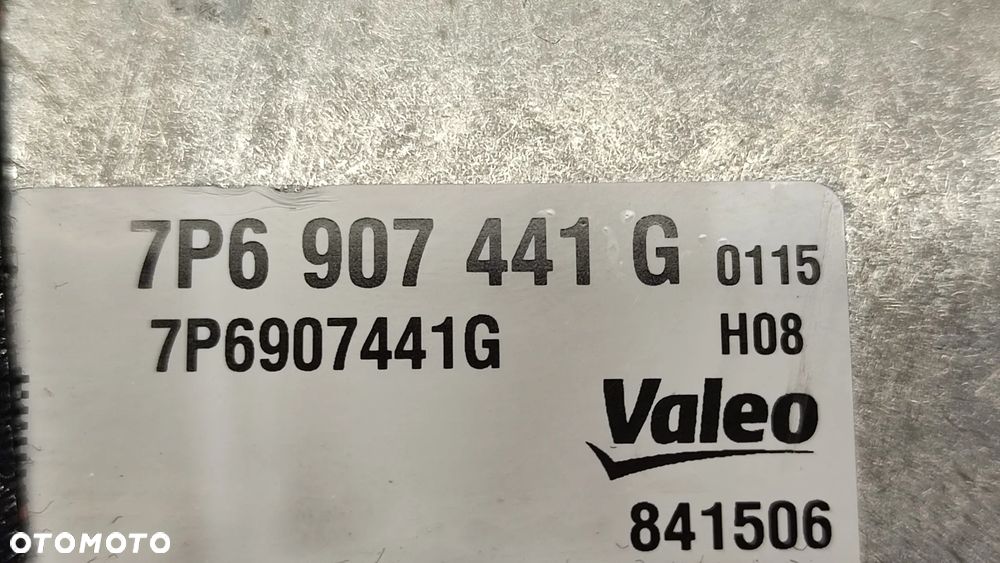 7P6 907 441 G 0115
7P6907441G H08
Valeo
841506
OTOMOTO